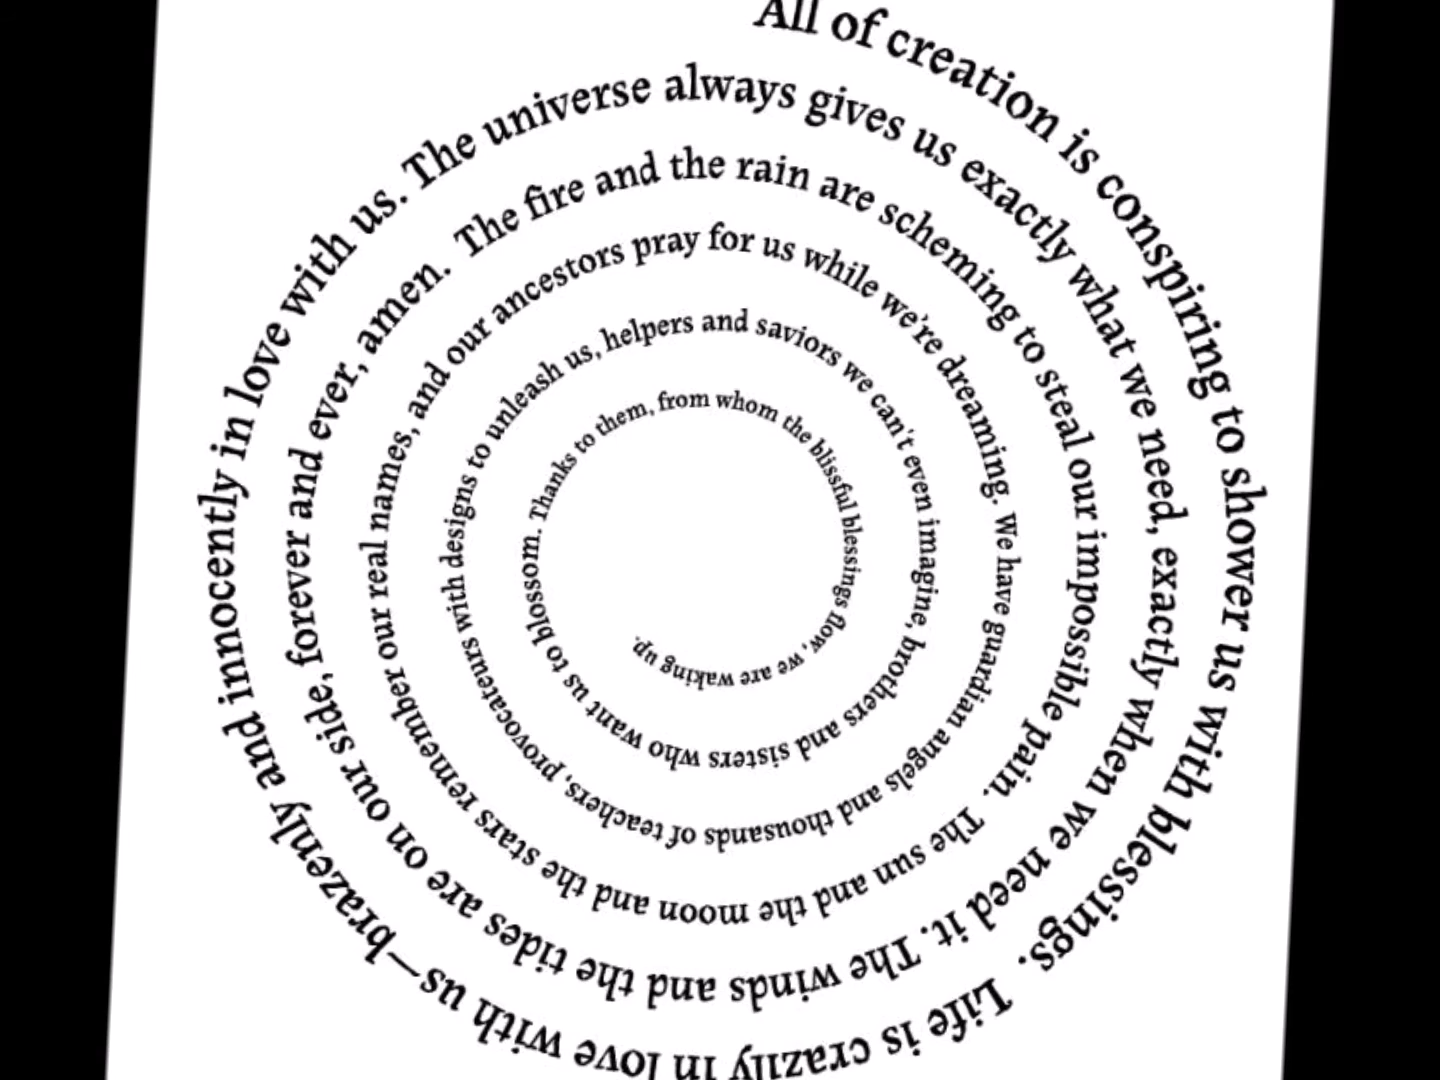 All of creation is conspiring to shower us with blessings. Life is crazily in love with us—brazenly and innocently in love with us. The universe always gives us exactly what we need, exactly when we need it. The winds and the tides are on our side, forever and ever, amen. The fire and the rain are scheming to steal our impossible pain. The sun and the moon and the stars remember our real names, and our ancestors pray for us while we're dreaming. We have guardian angels and thousands of teachers, provocateurs with designs to unleash us, helpers and saviors we can't even imagine, brothers and sisters who want us to blossom. Thanks to them, from whom the blissful blessings flow, we are waking up.